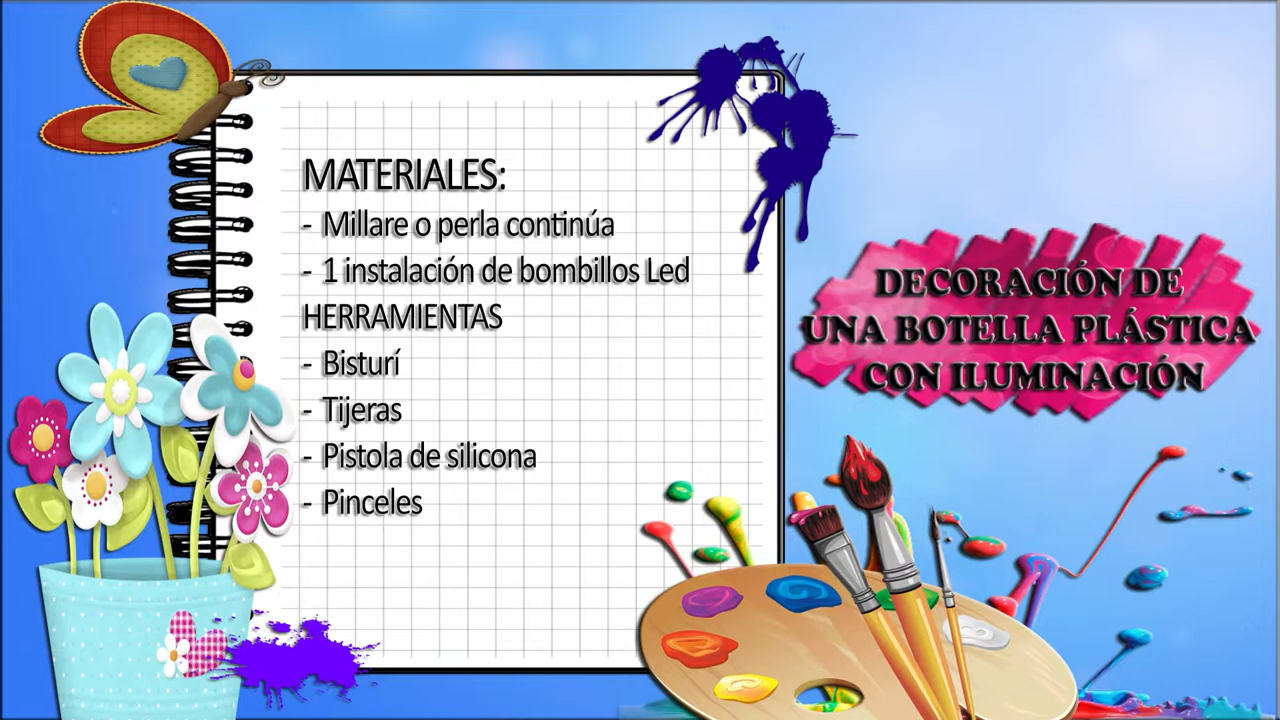 MATERIALES:
- Millare o perla continúa
- 1 instalación de bombillos Led
HERRAMIENTAS
- Bisturí
- Tijeras
- Pistola de silicona
- Pinceles
DECORACIÓN DE
UNA BOTELLA PLÁSTICA
CON ILUMINACIÓN